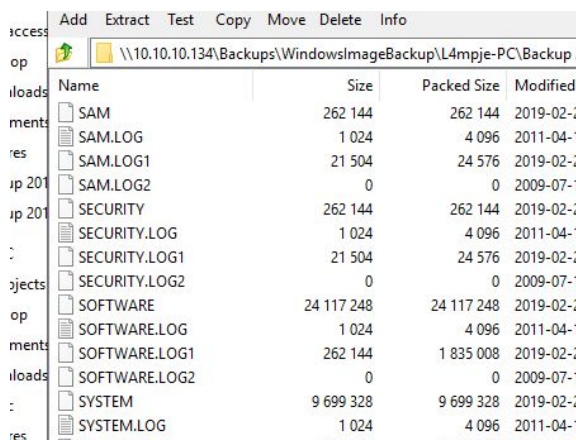 Add Extract Test Copy Move Delete Info
\\10.10.10.134\Backups\WindowsImageBackup\L4mpje-PC\Backup
Name Size Packed Size Modified
SAM 262 144 262 144 2019-02-2
SAM.LOG 1 024 4 096 2011-04-1
SAM.LOG1 21 504 24 576 2019-02-2
SAM.LOG2 0 0 2009-07-1
SECURITY 262 144 262 144 2019-02-2
SECURITY.LOG 1 024 4 096 2011-04-1
SECURITY.LOG1 21 504 24 576 2019-02-2
SECURITY.LOG2 0 0 2009-07-1
SOFTWARE 24 117 248 24 117 248 2019-02-2
SOFTWARE.LOG 1 024 4 096 2011-04-1
SOFTWARE.LOG1 262 144 1 835 008 2019-02-2
SOFTWARE.LOG2 0 0 2009-07-1
SYSTEM 9 699 328 9 699 328 2019-02-2
SYSTEM.LOG 1 024 4 096 2011-04-1